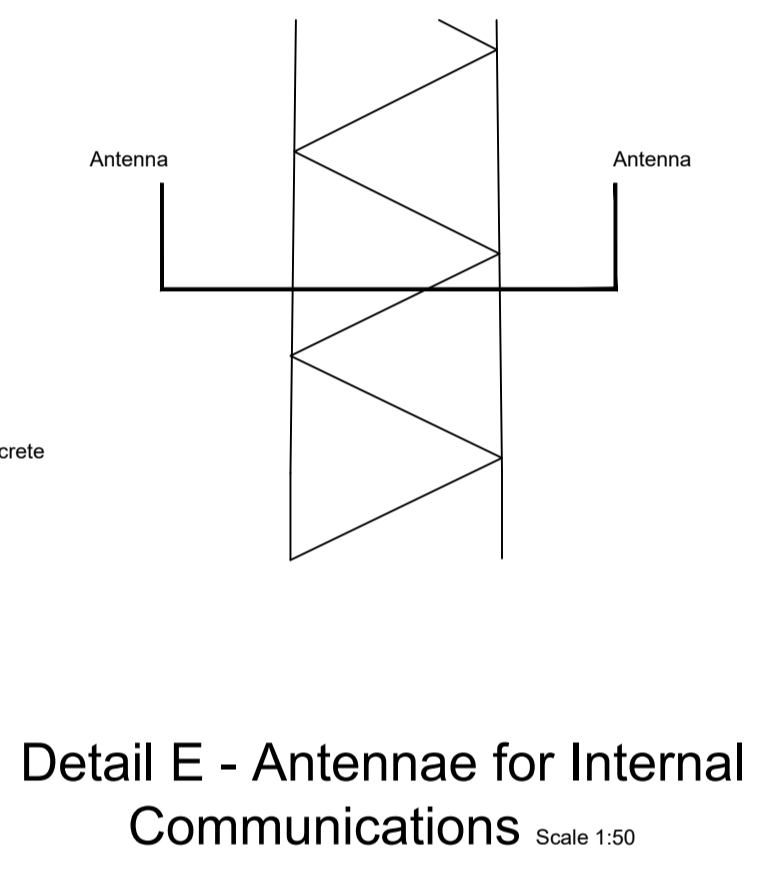 Antenna
Antenna
crete
Detail E - Antennae for Internal
Communications Scale 1:50